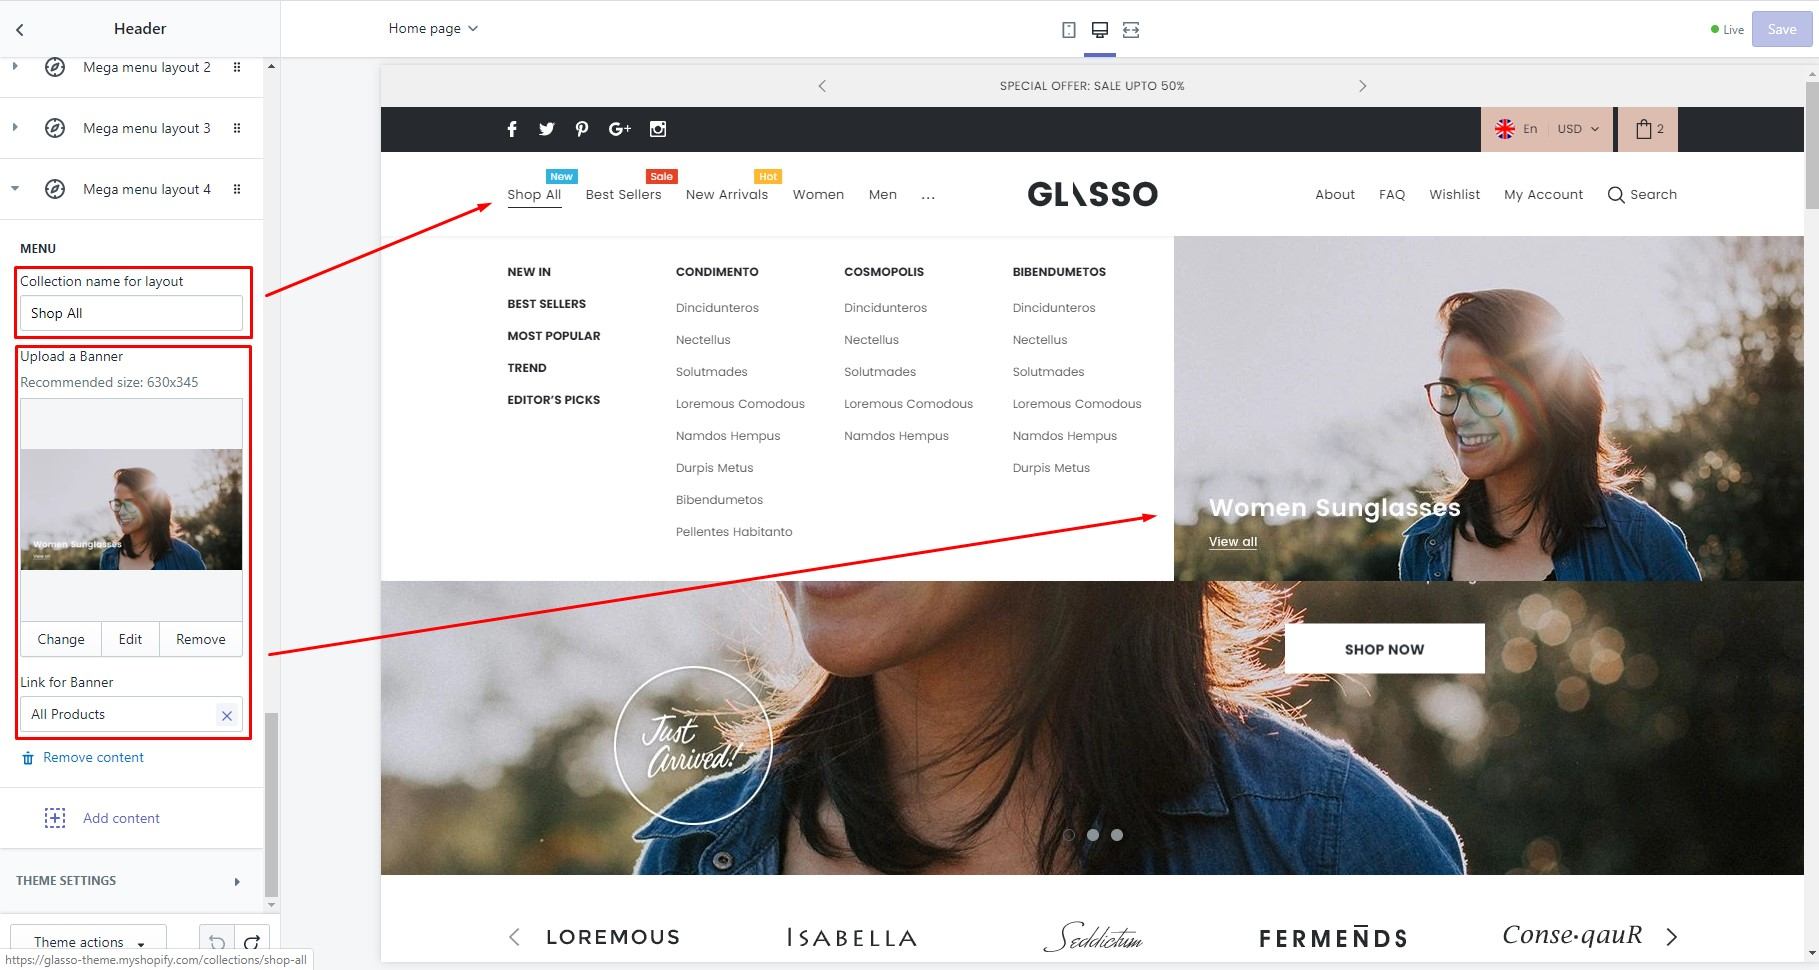 Header
Mega menu layout 2
Mega menu layout 3
Mega menu layout 4
MENU
Collection name for layout
Shop All
Upload a Banner
Recommended size: 630x345
Women Sunglasses
View all
Change Edit Remove
Link for Banner
All Products
Remove content
Add content
THEME SETTINGS
Theme actions
https://glasso-theme.myshopify.com/collections/shop-all
Home page
Live
Save
SPECIAL OFFER: SALE UPTO 50%
En USD 2
New Sale Hot
Shop All Best Sellers New Arrivals Women Men ... GLASSO About FAQ Wishlist My Account Search
NEW IN
BEST SELLERS
MOST POPULAR
TREND
EDITOR'S PICKS
CONDIMENTO
Dincidunteros
Nectellus
Solutmades
Loremous Comodous
Namdos Hempus
Durpis Metus
Bibendumetos
Pellentes Habitanto
COSMOPOLIS
Dincidunteros
Nectellus
Solutmades
Loremous Comodous
Namdos Hempus
BIBENDUMETOS
Dincidunteros
Nectellus
Solutmades
Loremous Comodous
Namdos Hempus
Durpis Metus
Women Sunglasses
View all
SHOP NOW
Just
Arrived!
LOREMOUS ISABELLA Seddictum FERMEÑDS Conse·qauR